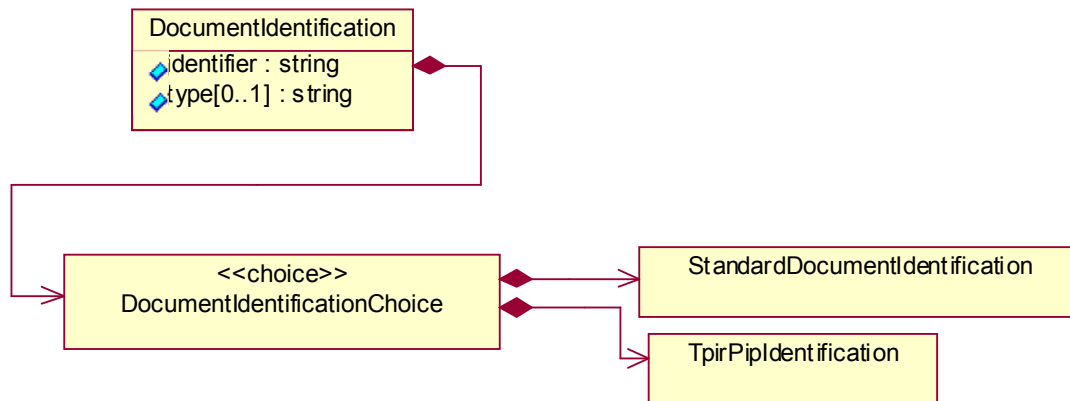 DocumentIdentification
identifier : string
type[0..1] : string
<<choice>>
DocumentIdentificationChoice
StandardDocumentIdentification
TpirPipIdentification